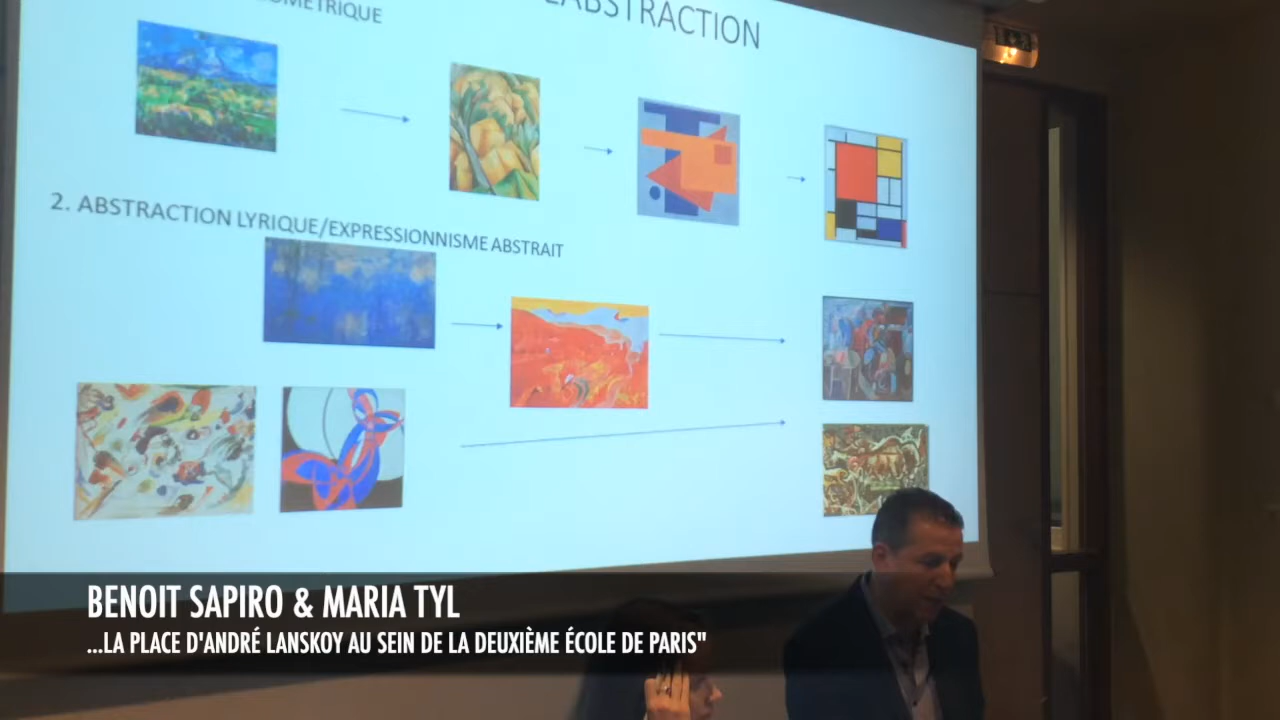 L'ABSTRACTION
2. ABSTRACTION LYRIQUE/EXPRESSIONNISME ABSTRAIT
BENOIT SAPIRO & MARIA TYL
...LA PLACE D'ANDRÉ LANSKOY AU SEIN DE LA DEUXIÈME ÉCOLE DE PARIS"